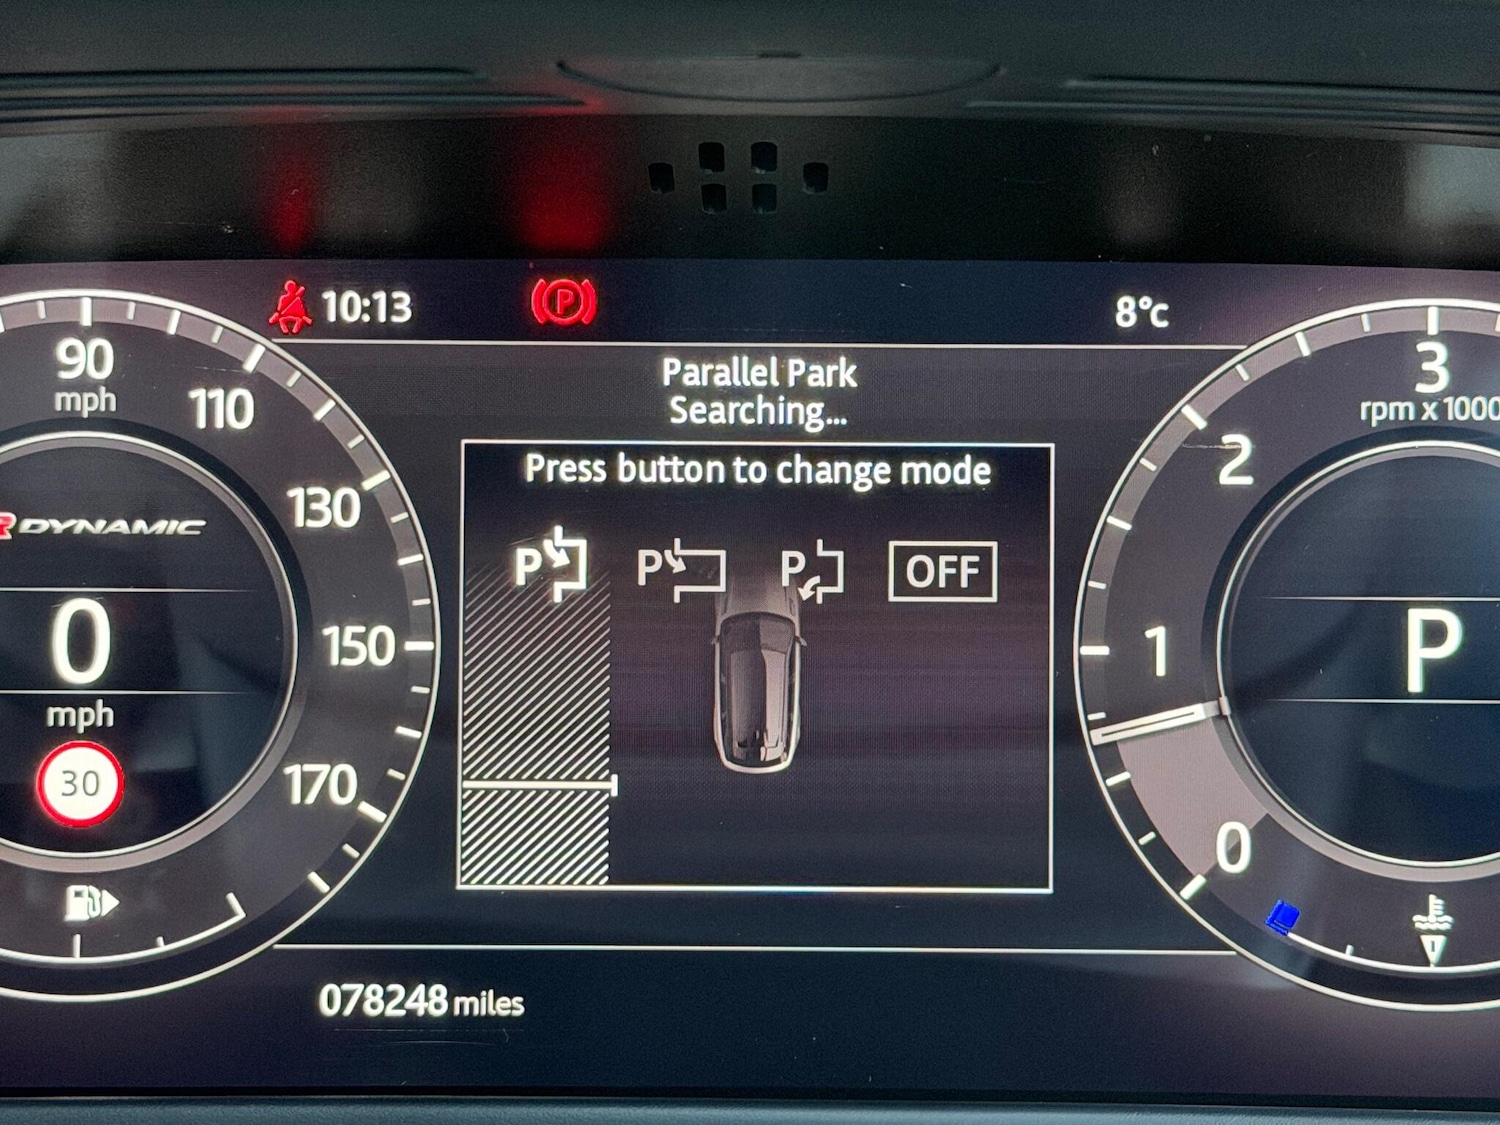 10:13
P
8°c
Parallel Park
Searching...
Press button to change mode
P
P
P
OFF
90
mph
110
130
150
170
R DYNAMIC
0
mph
30
3
rpm x 1000
2
1
0
P
078248 miles